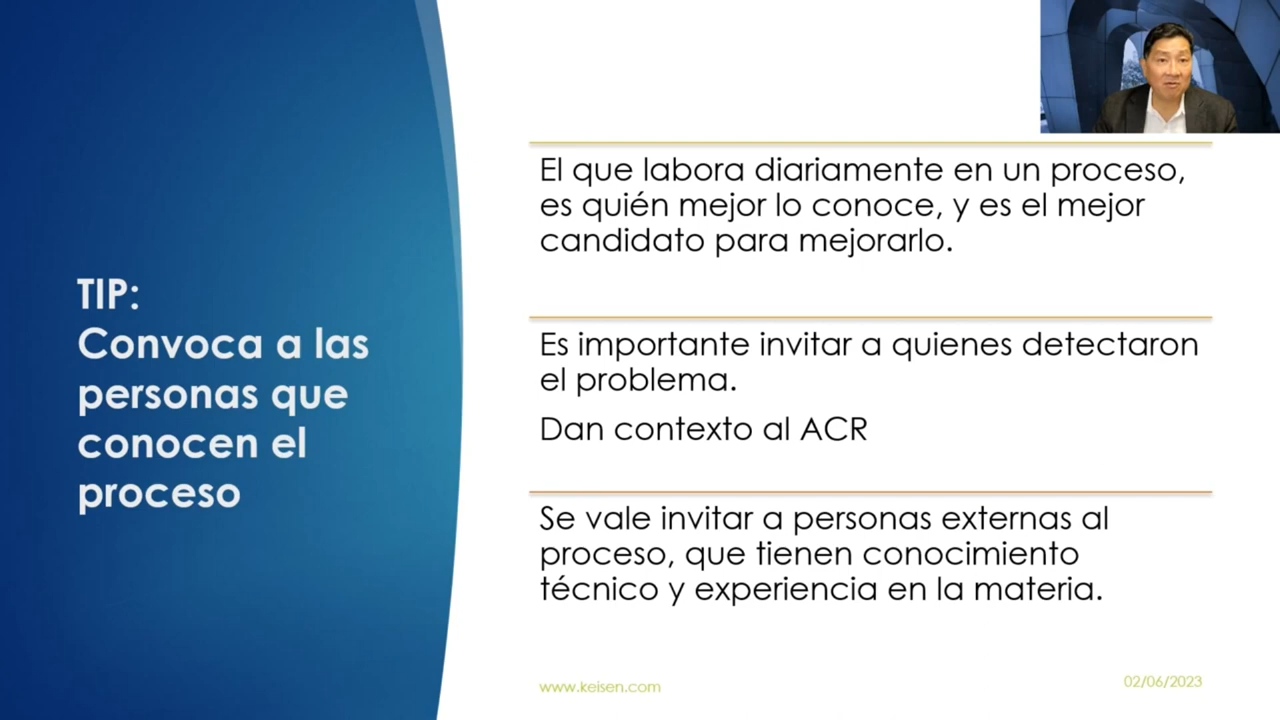 TIP:
Convoca a las
personas que
conocen el
proceso
El que labora diariamente en un proceso,
es quién mejor lo conoce, y es el mejor
candidato para mejorarlo.
Es importante invitar a quienes detectaron
el problema.
Dan contexto al ACR
Se vale invitar a personas externas al
proceso, que tienen conocimiento
técnico y experiencia en la materia.
www.keisen.com
02/06/2023